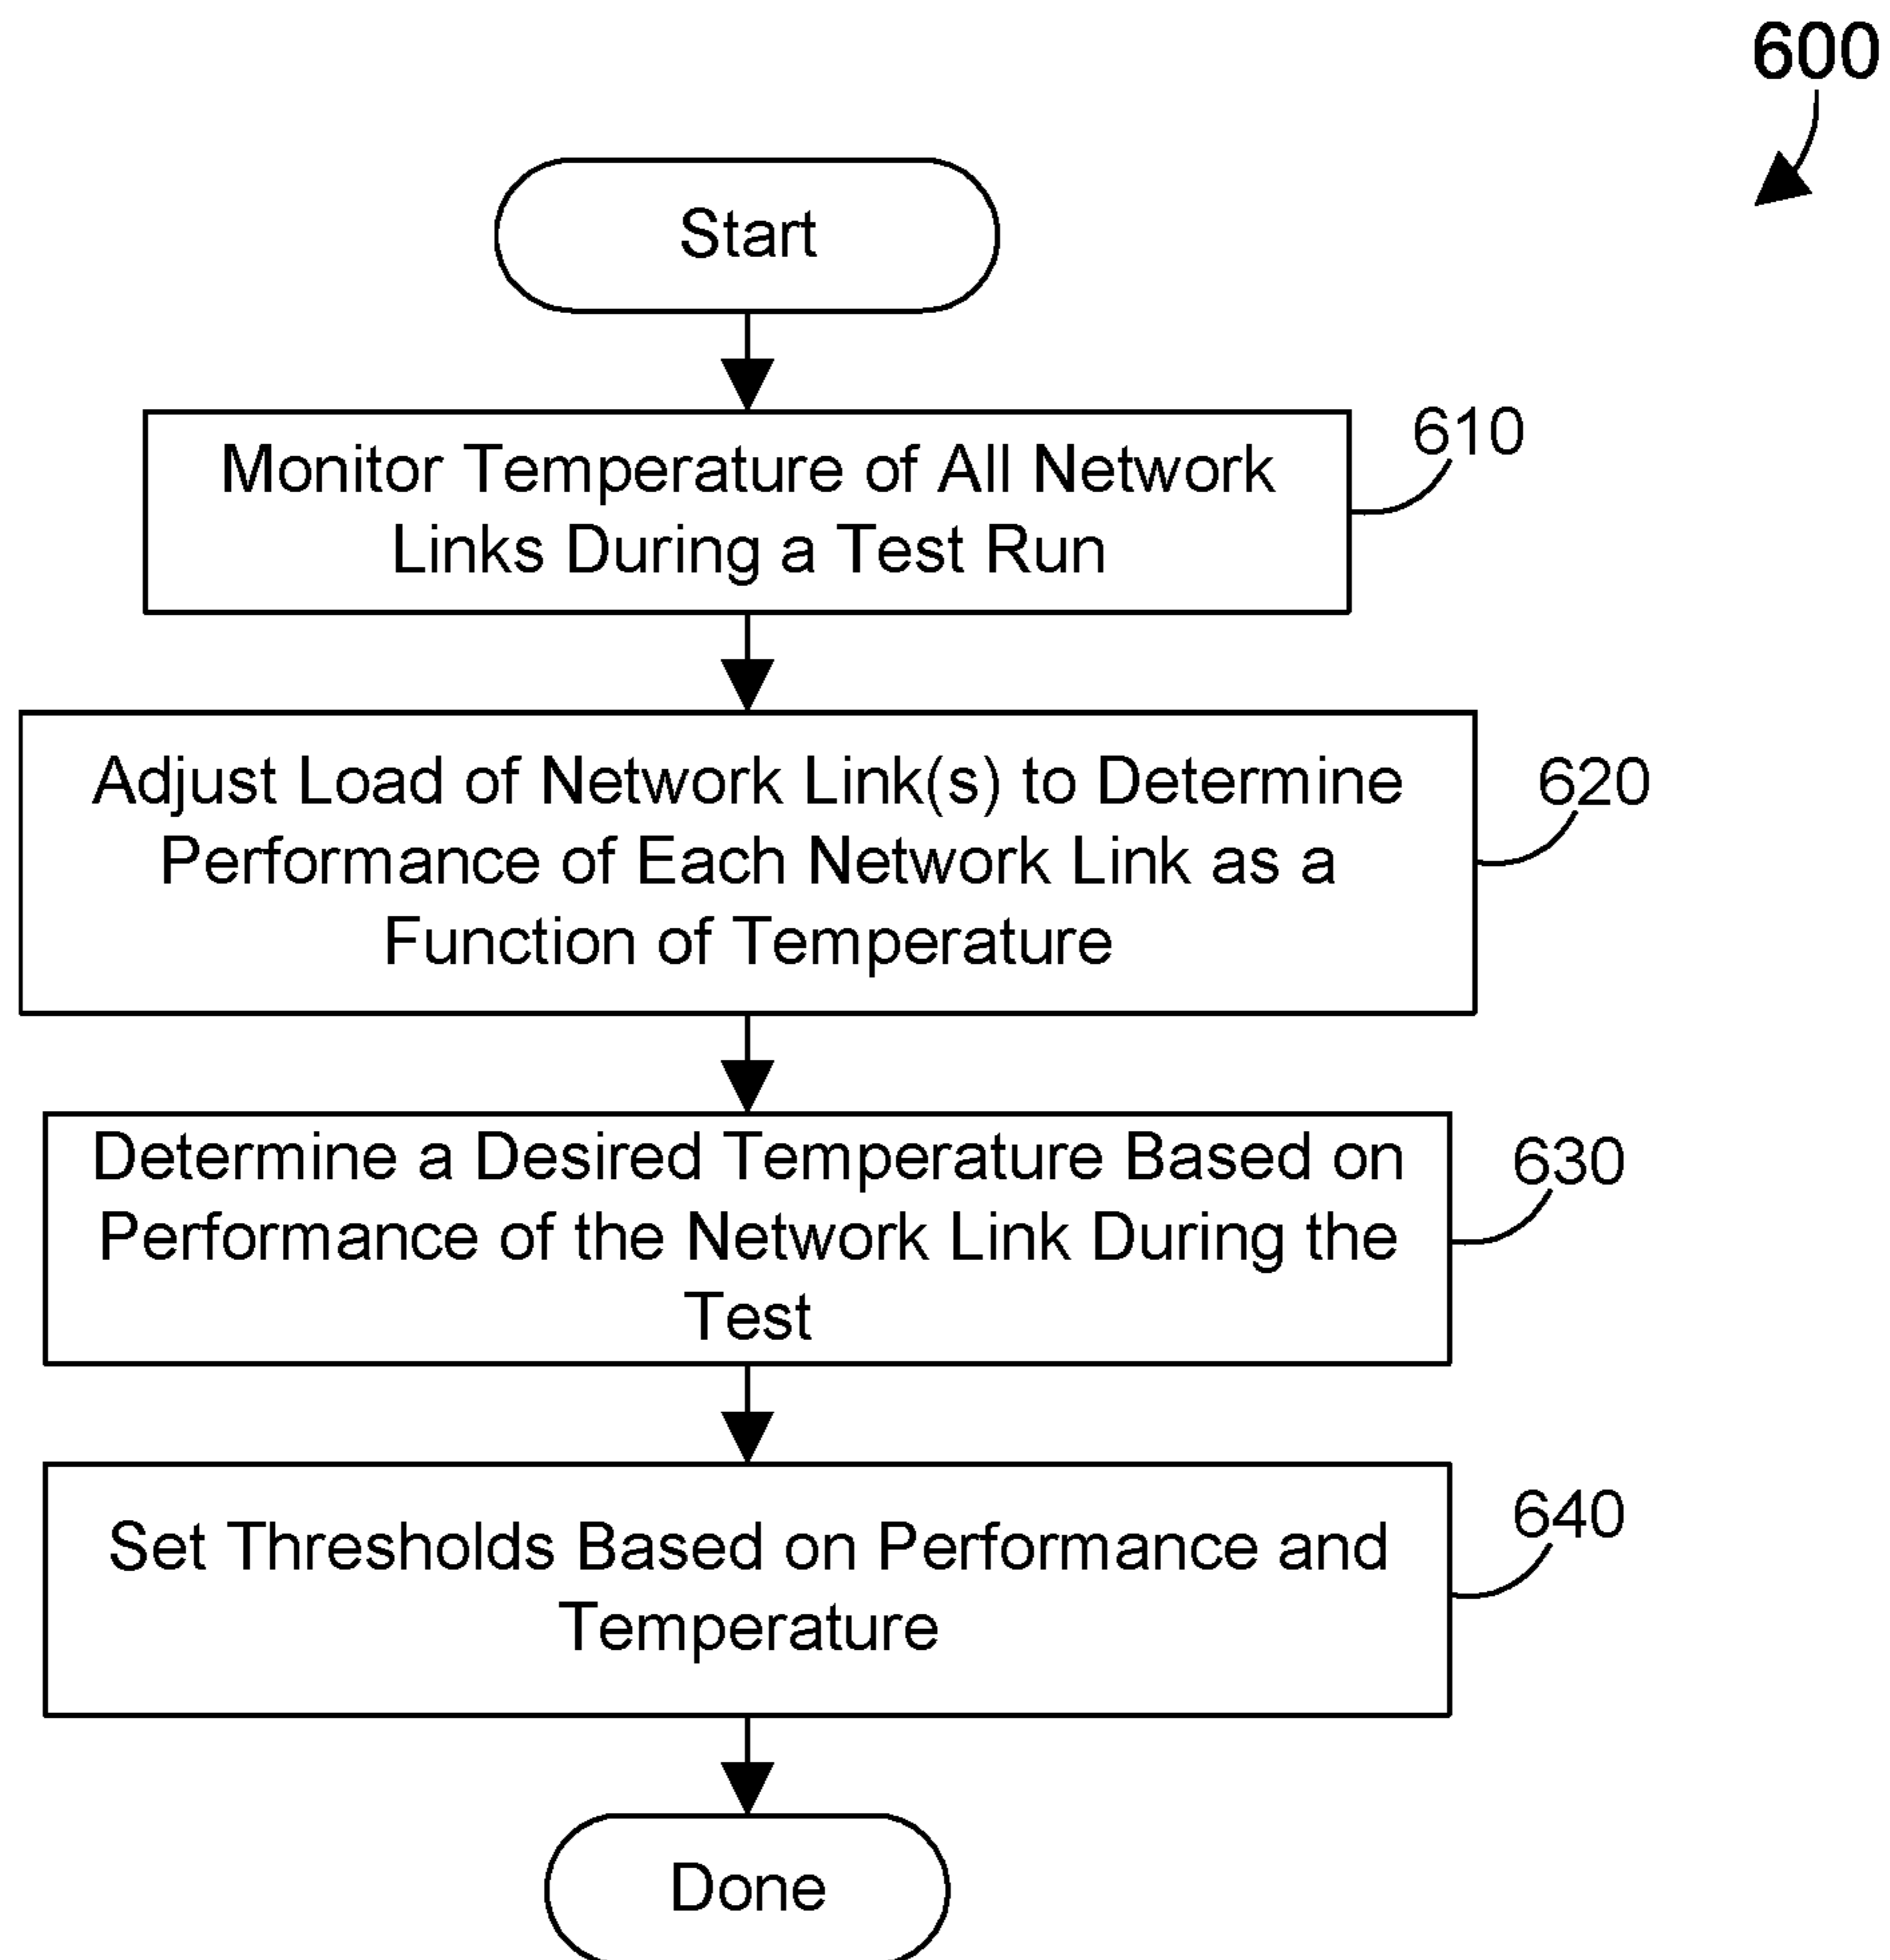 600
Start
Monitor Temperature of All Network
Links During a Test Run
610
Adjust Load of Network Link(s) to Determine
Performance of Each Network Link as a
Function of Temperature
620
Determine a Desired Temperature Based on
Performance of the Network Link During the
Test
630
Set Thresholds Based on Performance and
Temperature
640
Done